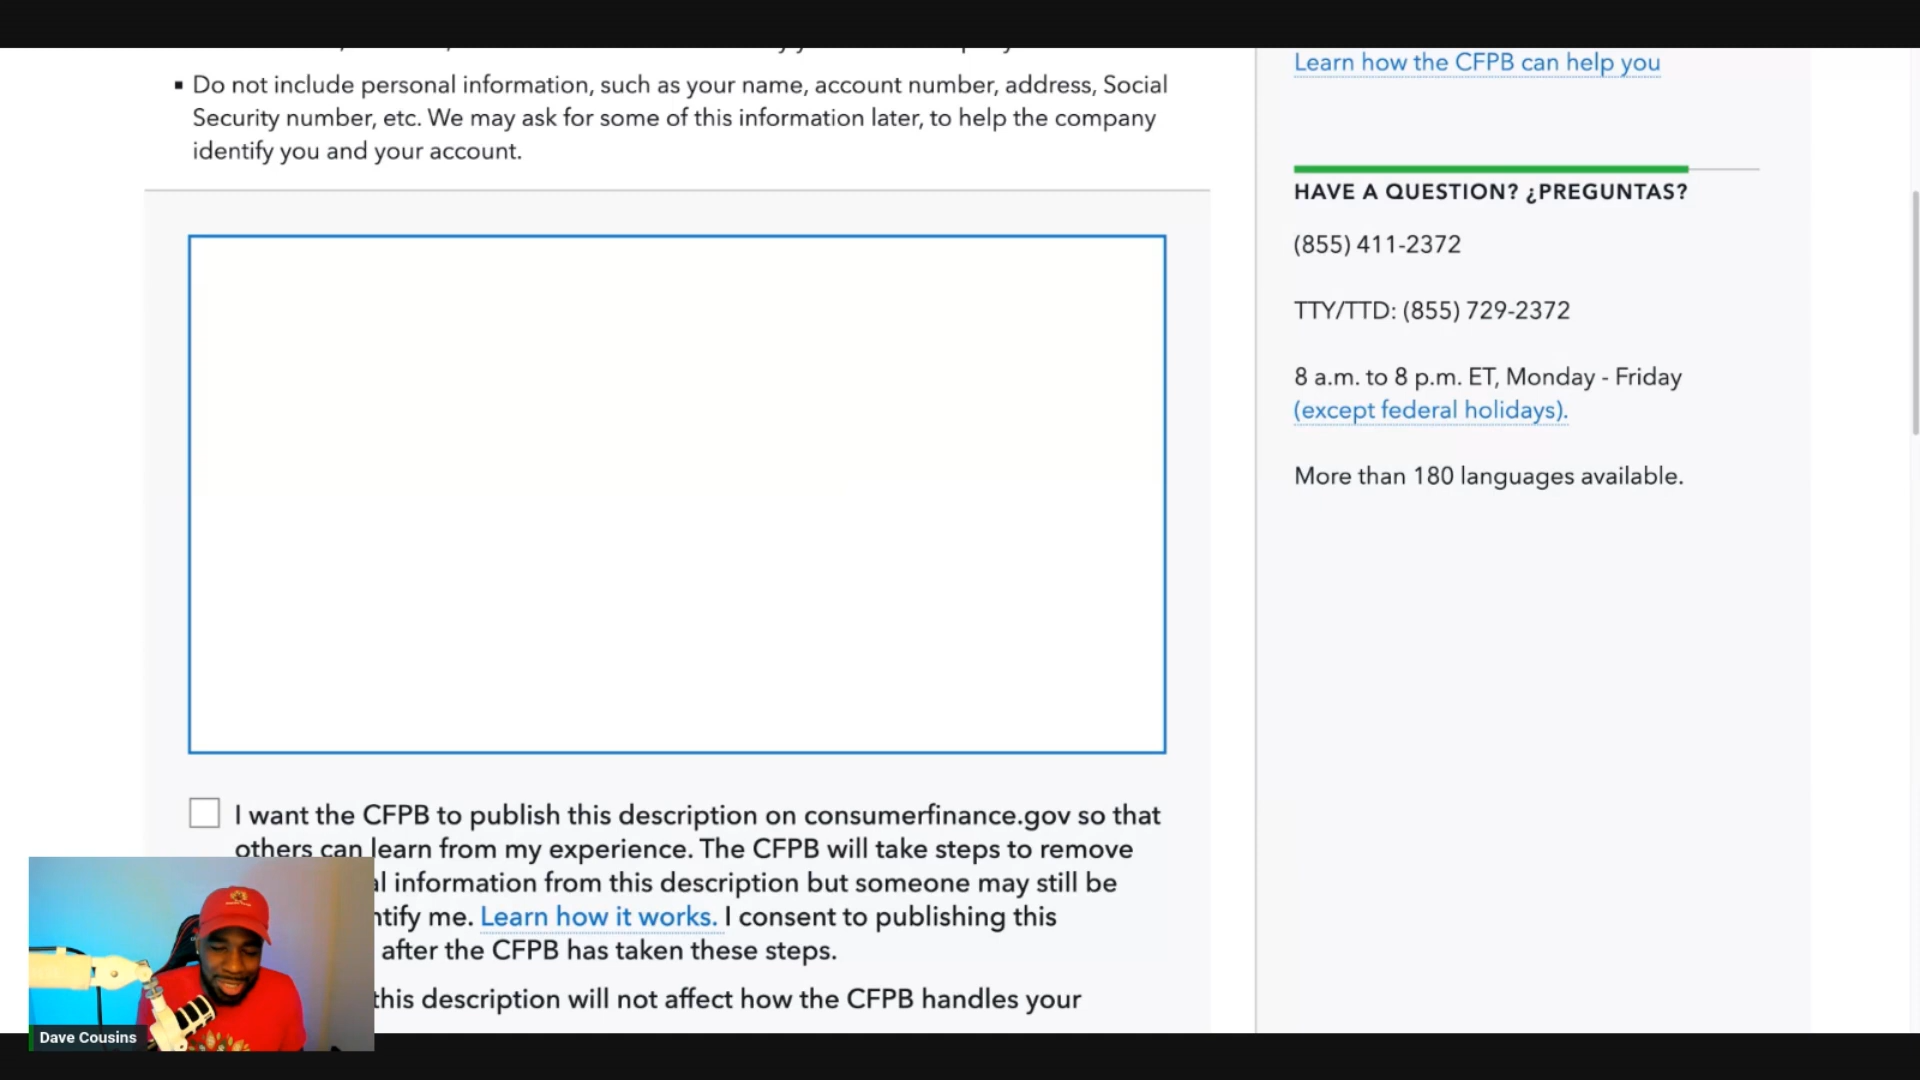 Do not include personal information, such as your name, account number, address, Social
Security number, etc. We may ask for some of this information later, to help the company
identify you and your account.
I want the CFPB to publish this description on consumerfinance.gov so that
others can learn from my experience. The CFPB will take steps to remove
information from this description but someone may still be
me. Learn how it works. I consent to publishing this
after the CFPB has taken these steps.
this description will not affect how the CFPB handles your
Learn how the CFPB can help you
HAVE A QUESTION? ¿PREGUNTAS?
(855) 411-2372
TTY/TTD: (855) 729-2372
8 a.m. to 8 p.m. ET, Monday - Friday
(except federal holidays).
More than 180 languages available.
Dave Cousins